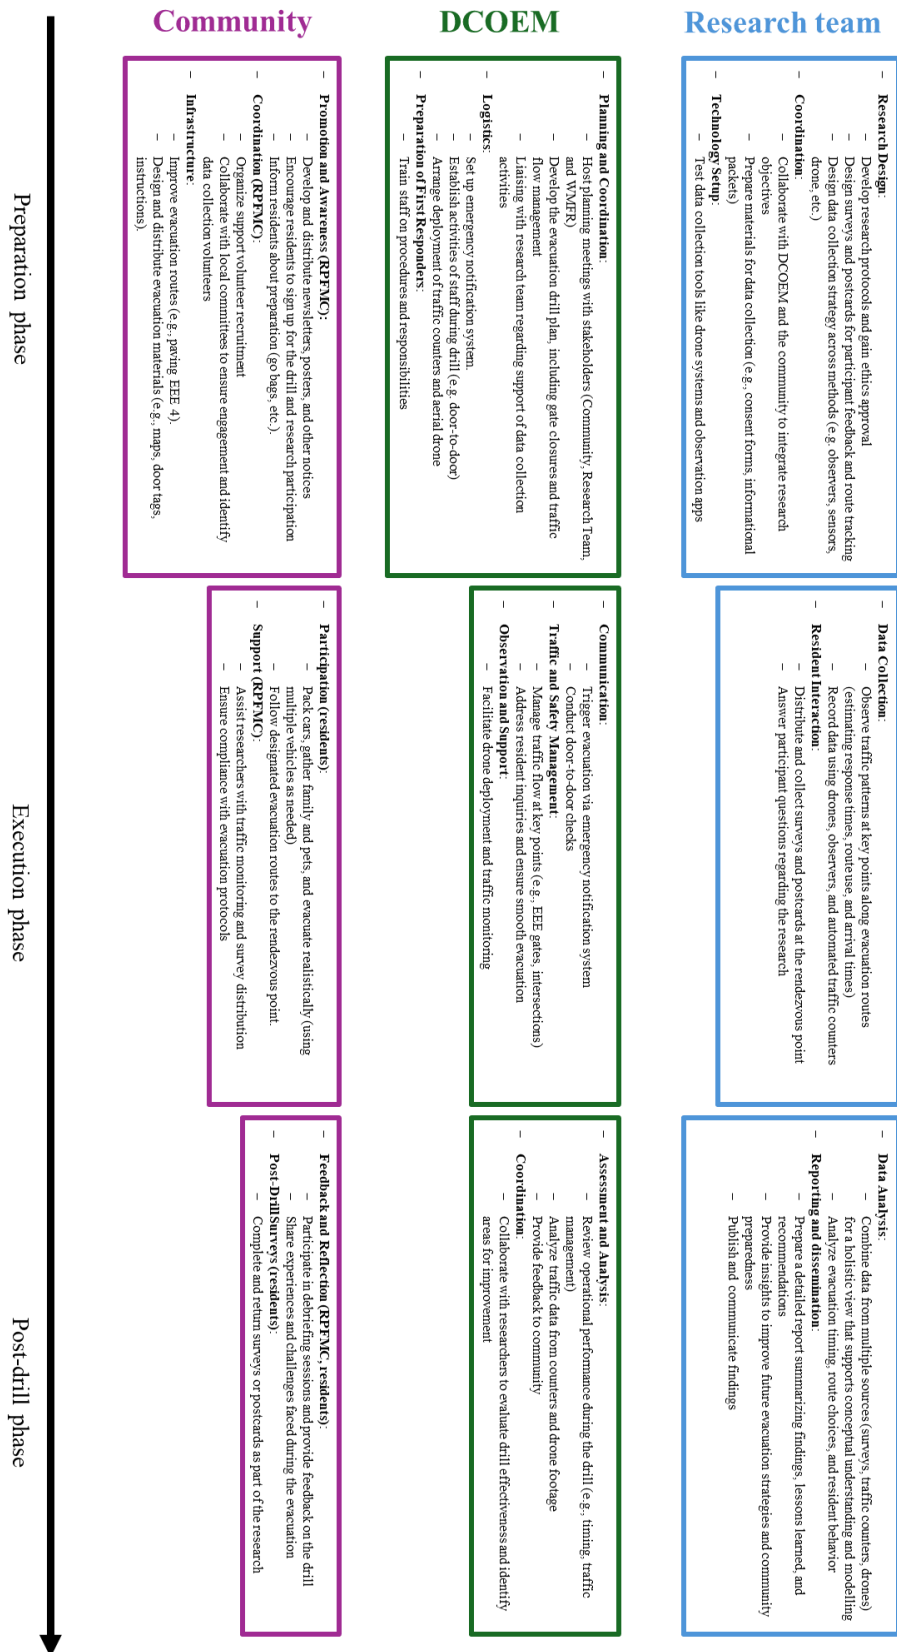 Community
DCOEM
Research team
Preparation phase
Execution phase
Post-drill phase
– Research Design:
– Develop research protocols and gain ethics approval
– Design surveys and postcards for participant feedback and route tracking
– Design data collection strategy across methods (e.g. observers, sensors,
drone, etc.)
– Coordination:
– Collaborate with DCOEM and the community to integrate research
objectives
– Prepare materials for data collection (e.g., consent forms, informational
packets)
– Technology Setup:
– Test data collection tools like drone systems and observation apps
– Data Collection:
– Observe traffic patterns at key points along evacuation routes
(estimating response times, route use, and arrival times)
– Record data using drones, observers, and automated traffic counters
– Resident Interaction:
– Distribute and collect surveys and postcards at the rendezvous point
– Answer participant questions regarding the research
– Data Analysis:
– Combine data from multiple sources (surveys, traffic counters, drones)
for a holistic view that supports conceptual understanding and modelling
– Analyze evacuation timing, route choices, and resident behavior
– Reporting and dissemination:
– Prepare a detailed report summarizing findings, lessons learned, and
recommendations
– Provide insights to improve future evacuation strategies and community
preparedness
– Publish and communicate findings
– Planning and Coordination:
– Host planning meetings with stakeholders (Community, Research Team,
and WMFR)
– Develop the evacuation drill plan, including gate closures and traffic
flow management
– Liaising with research team regarding support of data collection
activities
– Logistics:
– Set up emergency notification system.
– Establish activities of staff during drill (e.g. door-to-door)
– Arrange deployment of traffic counters and aerial drone
– Preparation of First Responders:
– Train staff on procedures and responsibilities
– Communication:
– Trigger evacuation via emergency notification system
– Conduct door-to-door checks
– Traffic and Safety Management:
– Manage traffic flow at key points (e.g., EEE gates, intersections)
– Address resident inquiries and ensure smooth evacuation
– Observation and Support:
– Facilitate drone deployment and traffic monitoring
– Assessment and Analysis:
– Review operational performance during the drill (e.g., timing, traffic
management)
– Analyze traffic data from counters and drone footage
– Provide feedback to community
– Coordination:
– Collaborate with researchers to evaluate drill effectiveness and identify
areas for improvement
– Promotion and Awareness (RPFMC):
– Develop and distribute newsletters, posters, and other notices
– Encourage residents to sign up for the drill and research participation
– Inform residents about preparation (go bags, etc.).
– Coordination (RPFMC):
– Organize support volunteer recruitment
– Collaborate with local committees to ensure engagement and identify
data collection volunteers
– Infrastructure:
– Improve evacuation routes (e.g., paving EEE 4).
– Design and distribute evacuation materials (e.g., maps, door tags,
instructions).
– Participation (residents):
– Pack cars, gather family and pets, and evacuate realistically (using
multiple vehicles as needed)
– Follow designated evacuation routes to the rendezvous point.
– Support (RPFMC):
– Assist researchers with traffic monitoring and survey distribution
– Ensure compliance with evacuation protocols
– Feedback and Reflection (RPFMC, residents):
– Participate in debriefing sessions and provide feedback on the drill
– Share experiences and challenges faced during the evacuation
– Post-Drill Surveys (residents):
– Complete and return surveys or postcards as part of the research